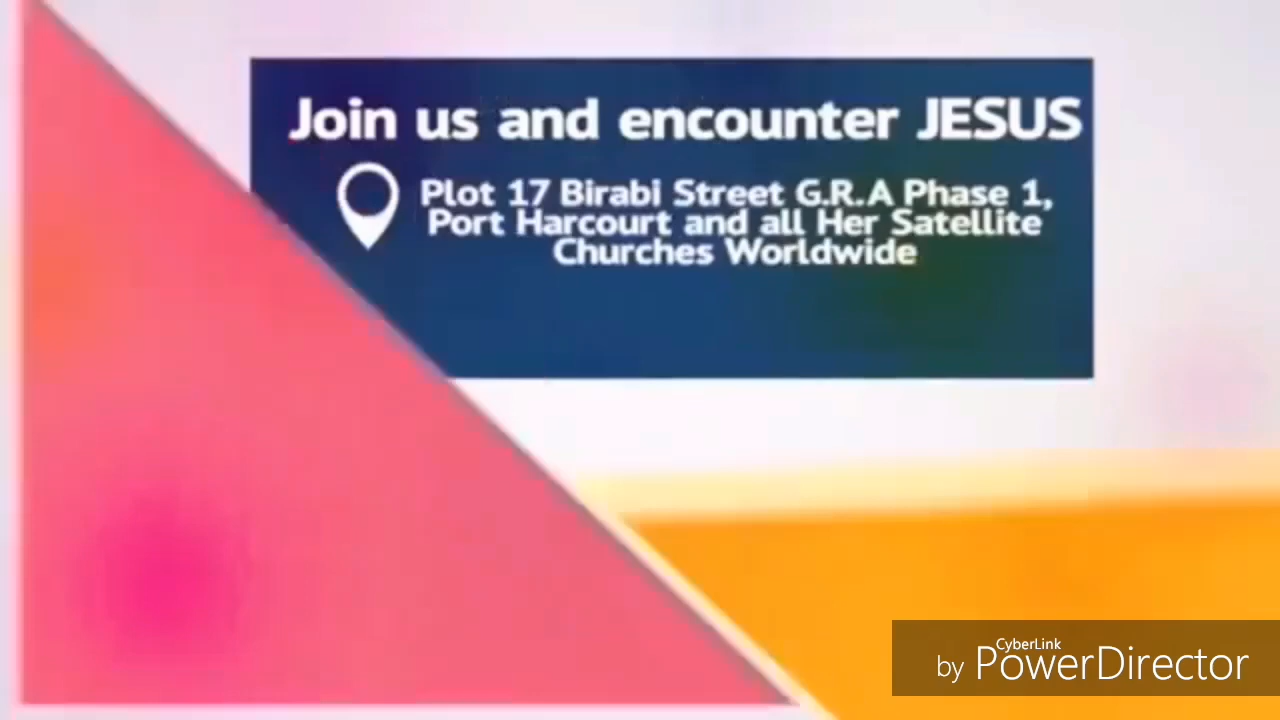 Join us and encounter JESUS
Plot 17 Birabi Street G.R.A Phase 1,
Port Harcourt and all Her Satellite
Churches Worldwide
CyberLink
by PowerDirector